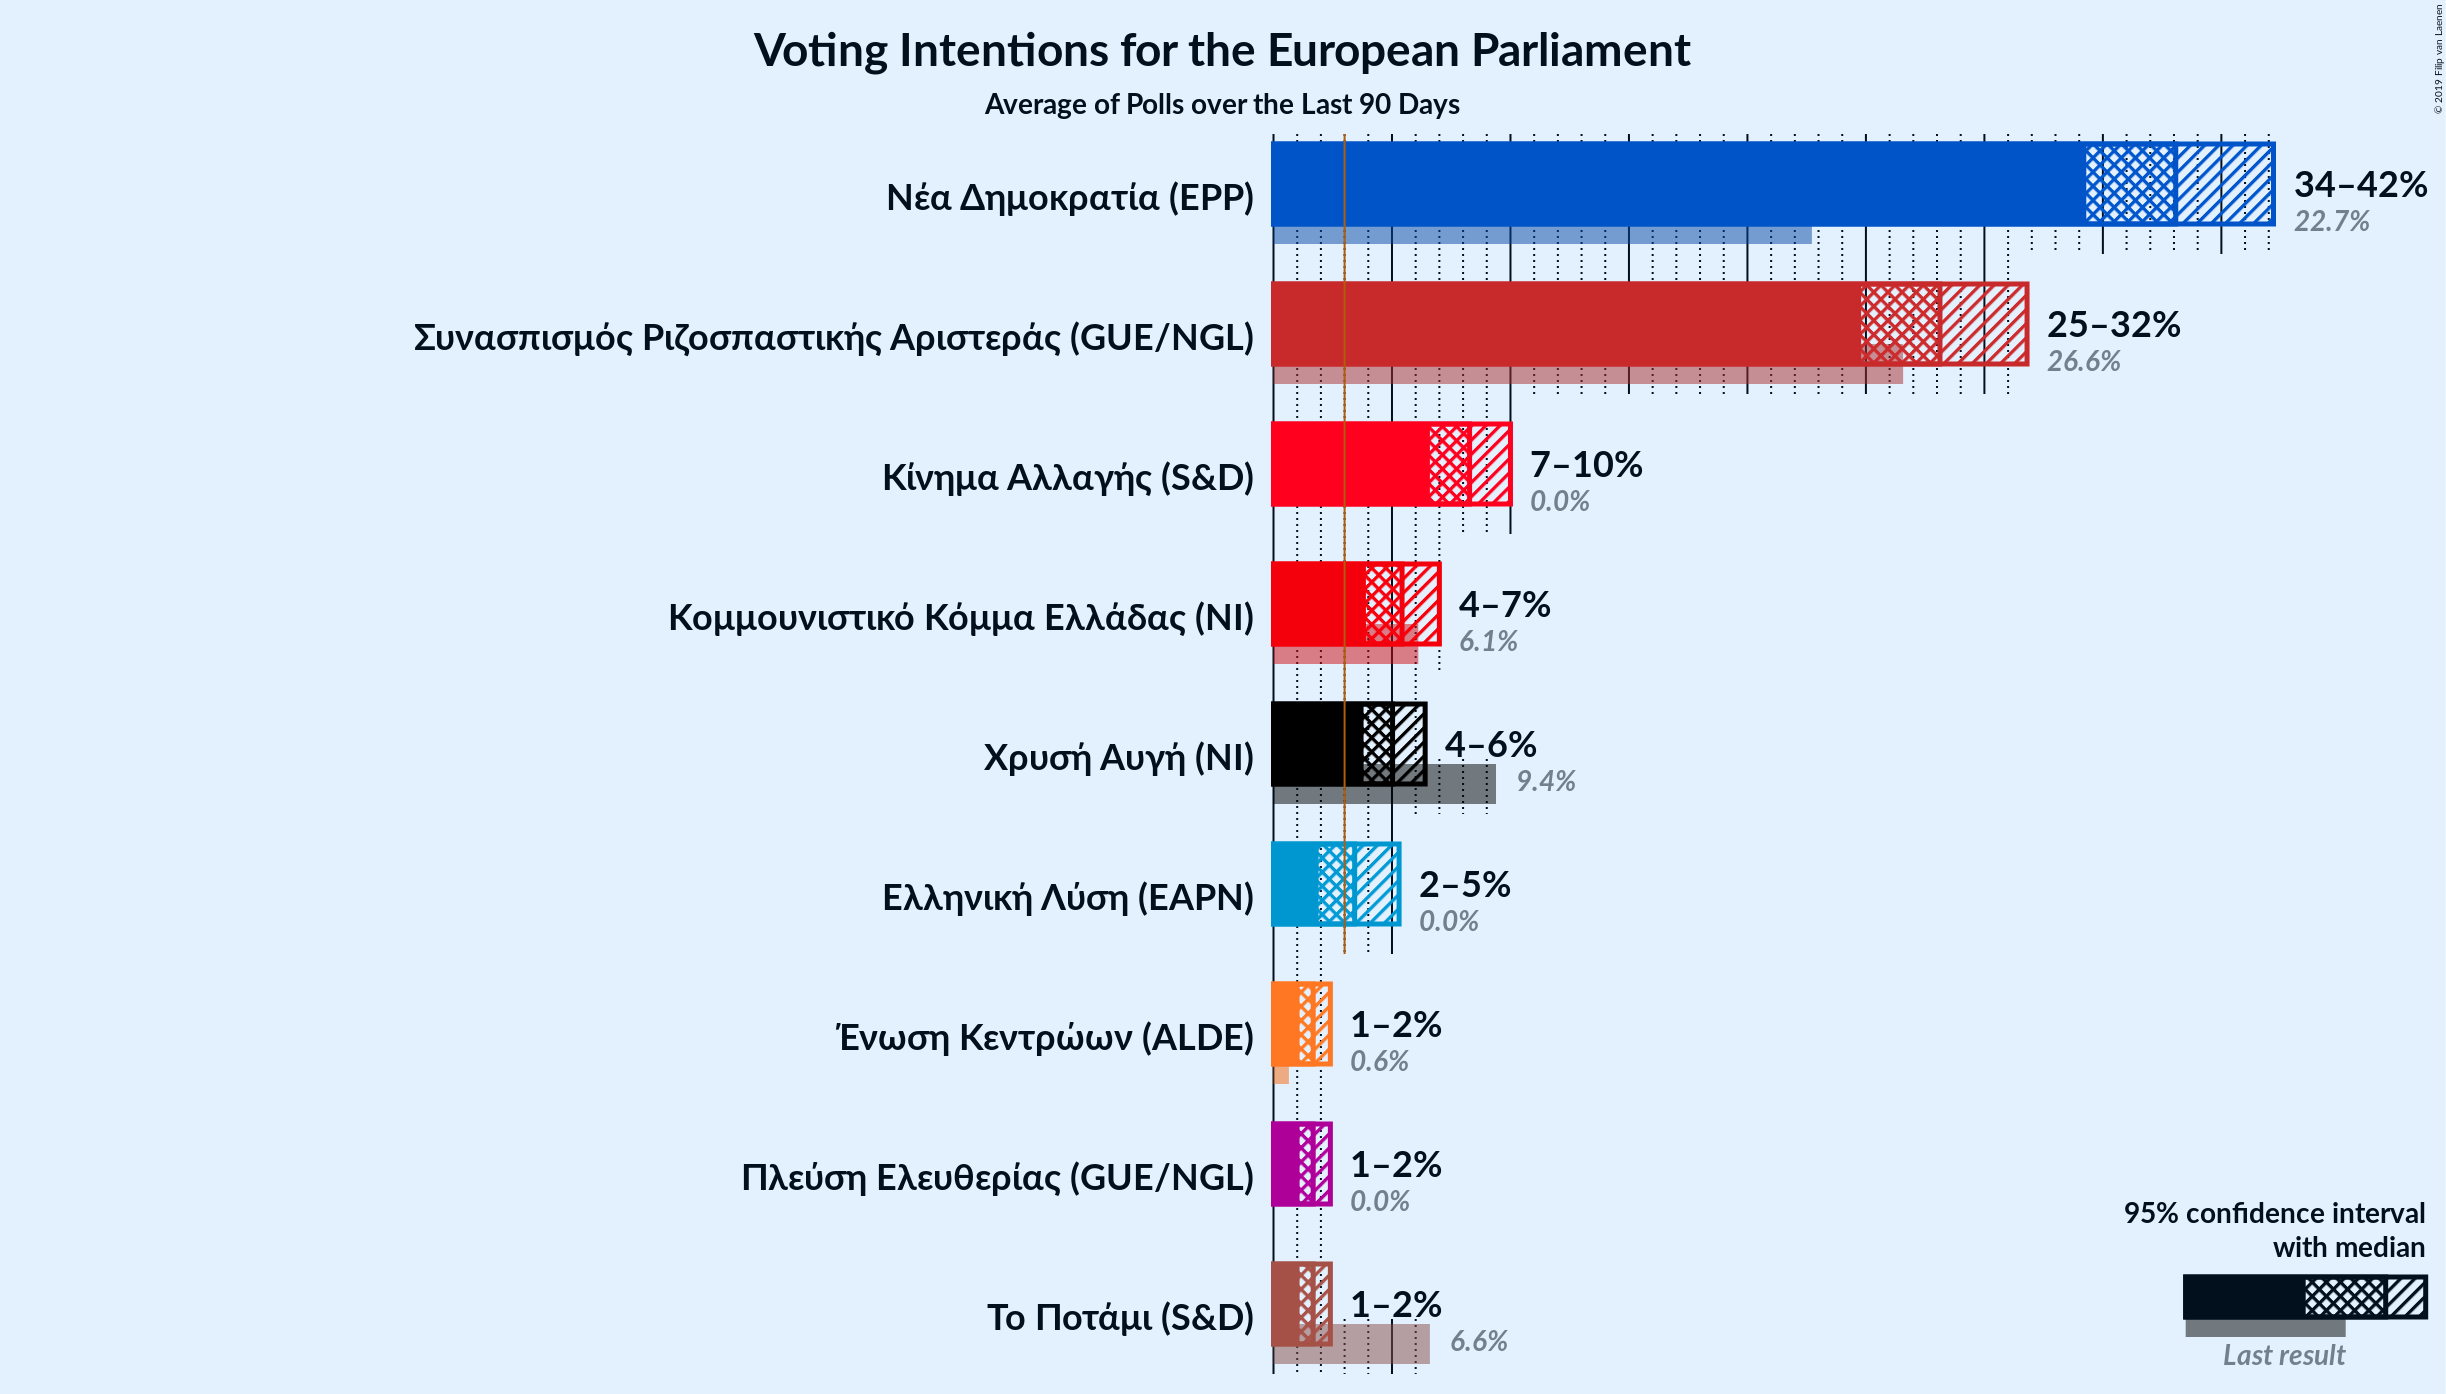 Voting Intentions for the European Parliament
Average of Polls over the Last 90 Days
© 2019 Filip van Laenen
Νέα Δημοκρατία (EPP)
34–42%
22.7%
Συνασπισμός Ριζοσπαστικής Αριστεράς (GUE/NGL)
25–32%
26.6%
Κίνημα Αλλαγής (S&D)
7–10%
0.0%
Κομμουνιστικό Κόμμα Ελλάδας (NI)
4–7%
6.1%
Χρυσή Αυγή (NI)
4–6%
9.4%
Ελληνική Λύση (EAPN)
2–5%
0.0%
Ένωση Κεντρώων (ALDE)
1–2%
0.6%
Πλεύση Ελευθερίας (GUE/NGL)
1–2%
0.0%
Το Ποτάμι (S&D)
1–2%
6.6%
95% confidence interval
with median
Last result